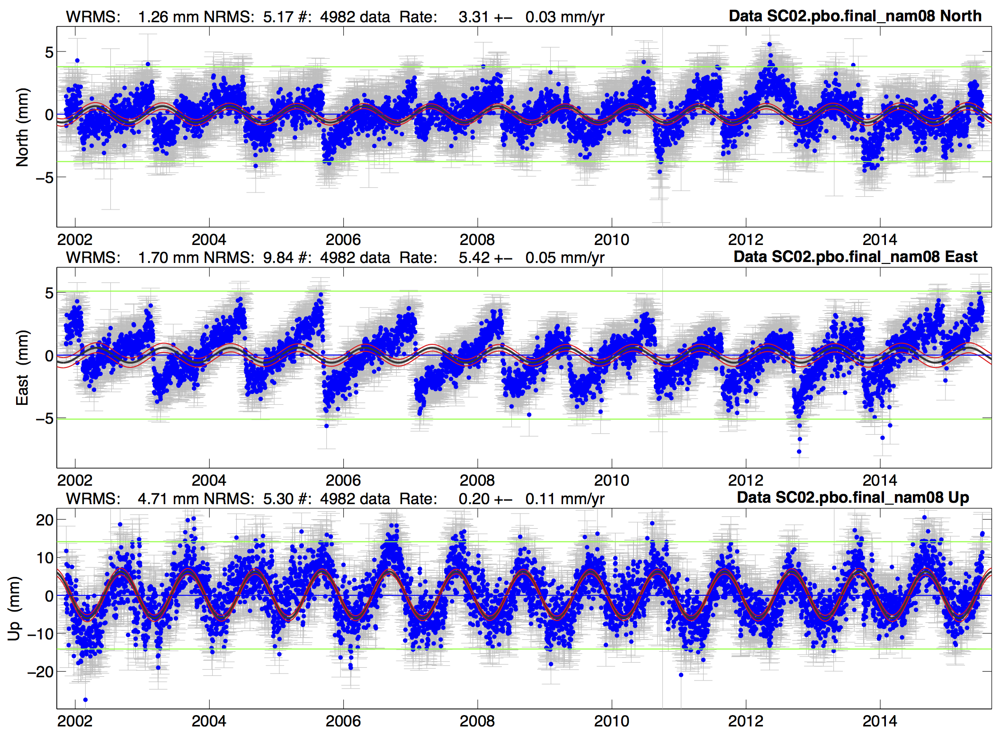 WRMS: 1.26 mm NRMS: 5.17 #: 4982 data Rate: 3.31 +− 0.03 mm/yr Data SC02.pbo.final_nam08 North
5
0
−5
North (mm)
2002 2004 2006 2008 2010 2012 2014
WRMS: 1.70 mm NRMS: 9.84 #: 4982 data Rate: 5.42 +− 0.05 mm/yr Data SC02.pbo.final_nam08 East
5
0
−5
East (mm)
2002 2004 2006 2008 2010 2012 2014
WRMS: 4.71 mm NRMS: 5.30 #: 4982 data Rate: 0.20 +− 0.11 mm/yr Data SC02.pbo.final_nam08 Up
20
10
0
−10
−20
Up (mm)
2002 2004 2006 2008 2010 2012 2014